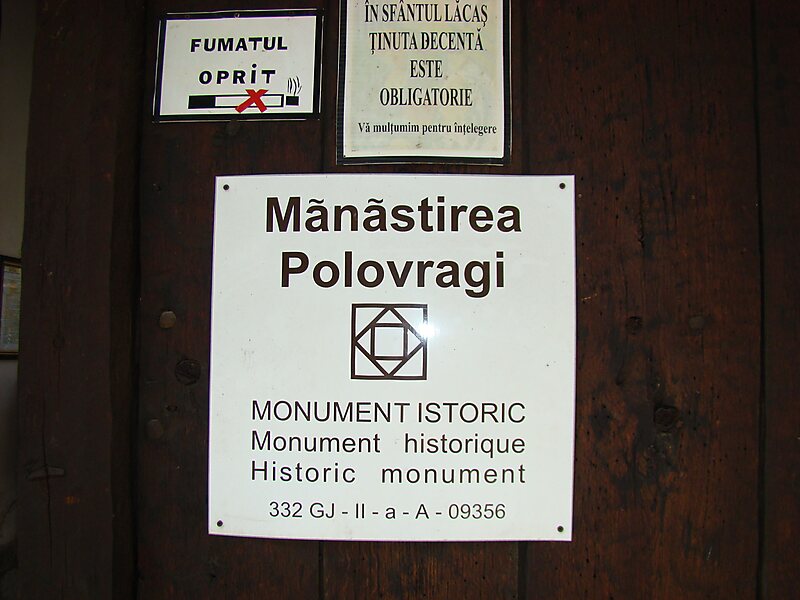 FUMATUL
OPRIT
ÎN SFÂNTUL LĂCAŞ
ŢINUTA DECENTĂ
ESTE
OBLIGATORIE
Vă mulţumim pentru înţelegere
Mãnãstirea
Polovragi
MONUMENT ISTORIC
Monument historique
Historic monument
332 GJ - II - a - A - 09356